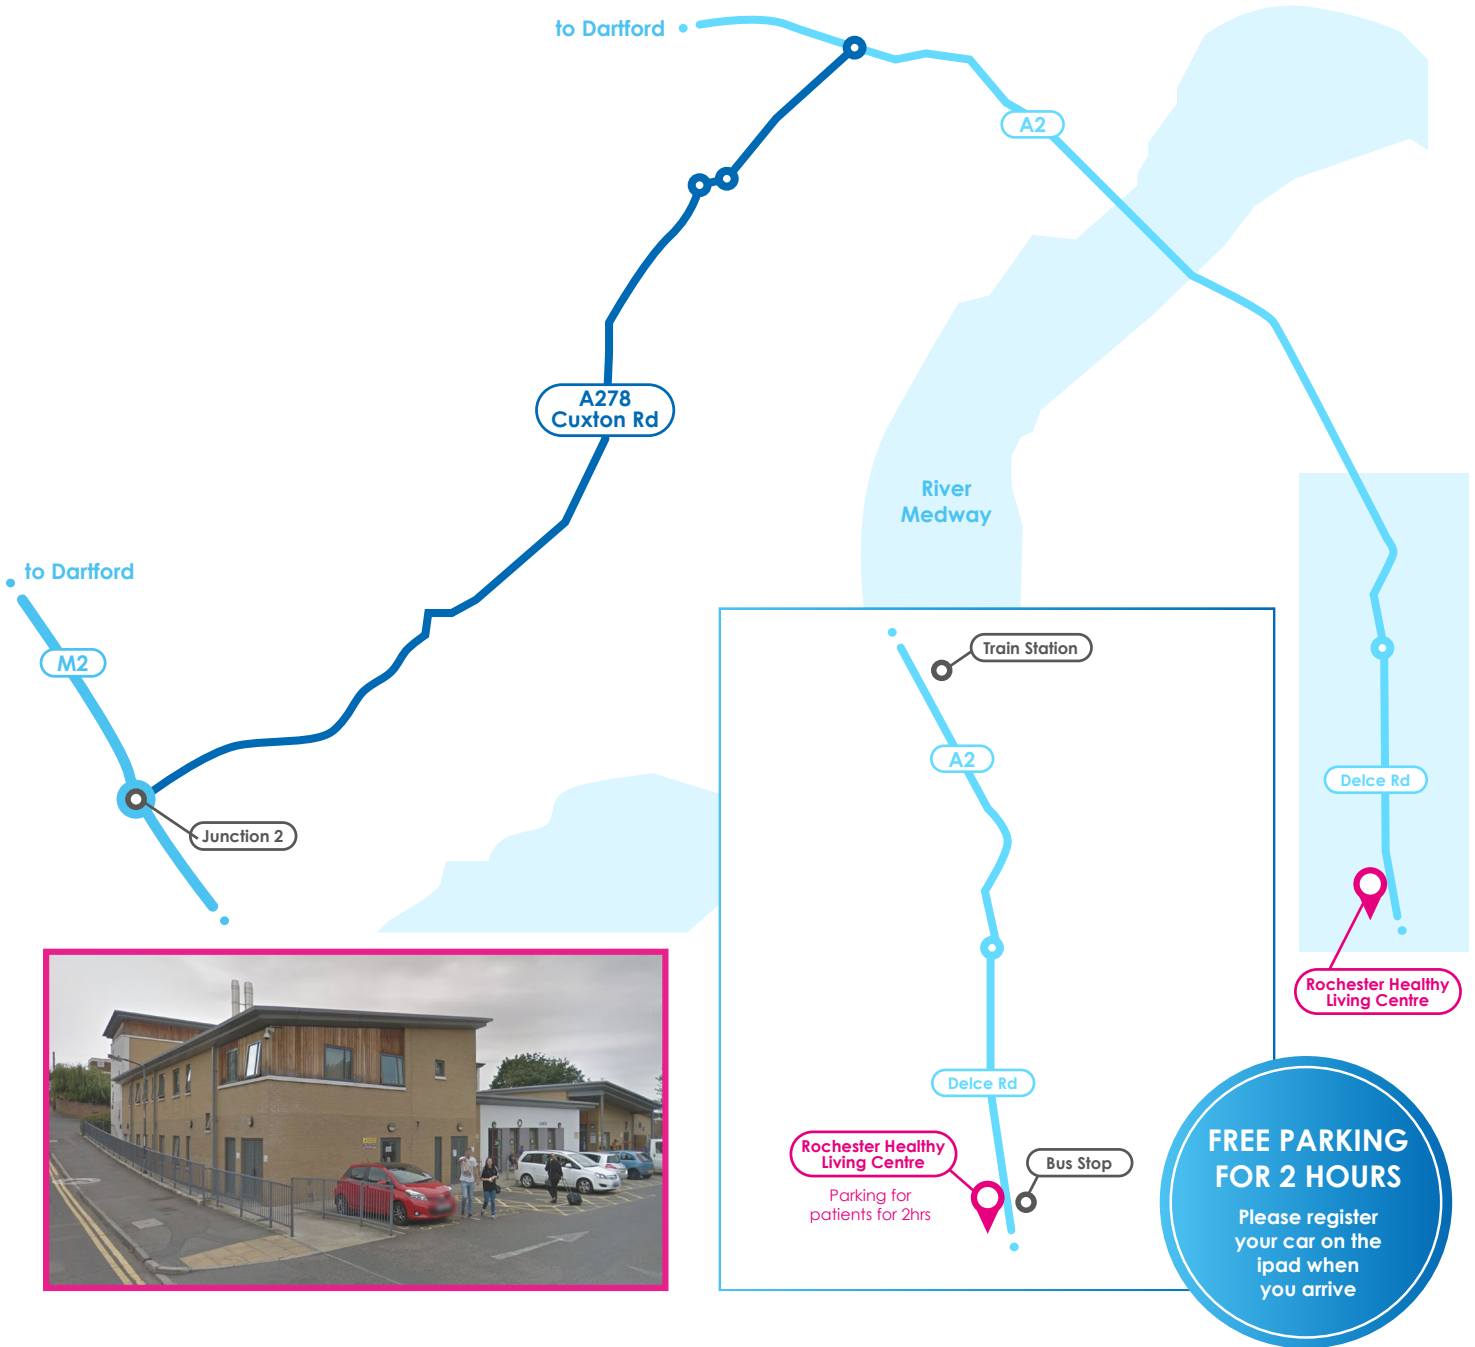 to Dartford
A2
A278
Cuxton Rd
River
Medway
to Dartford
M2
Junction 2
Train Station
A2
Delce Rd
Rochester Healthy
Living Centre
Delce Rd
Rochester Healthy
Living Centre
Parking for
patients for 2hrs
Bus Stop
FREE PARKING
FOR 2 HOURS
Please register
your car on the
ipad when
you arrive